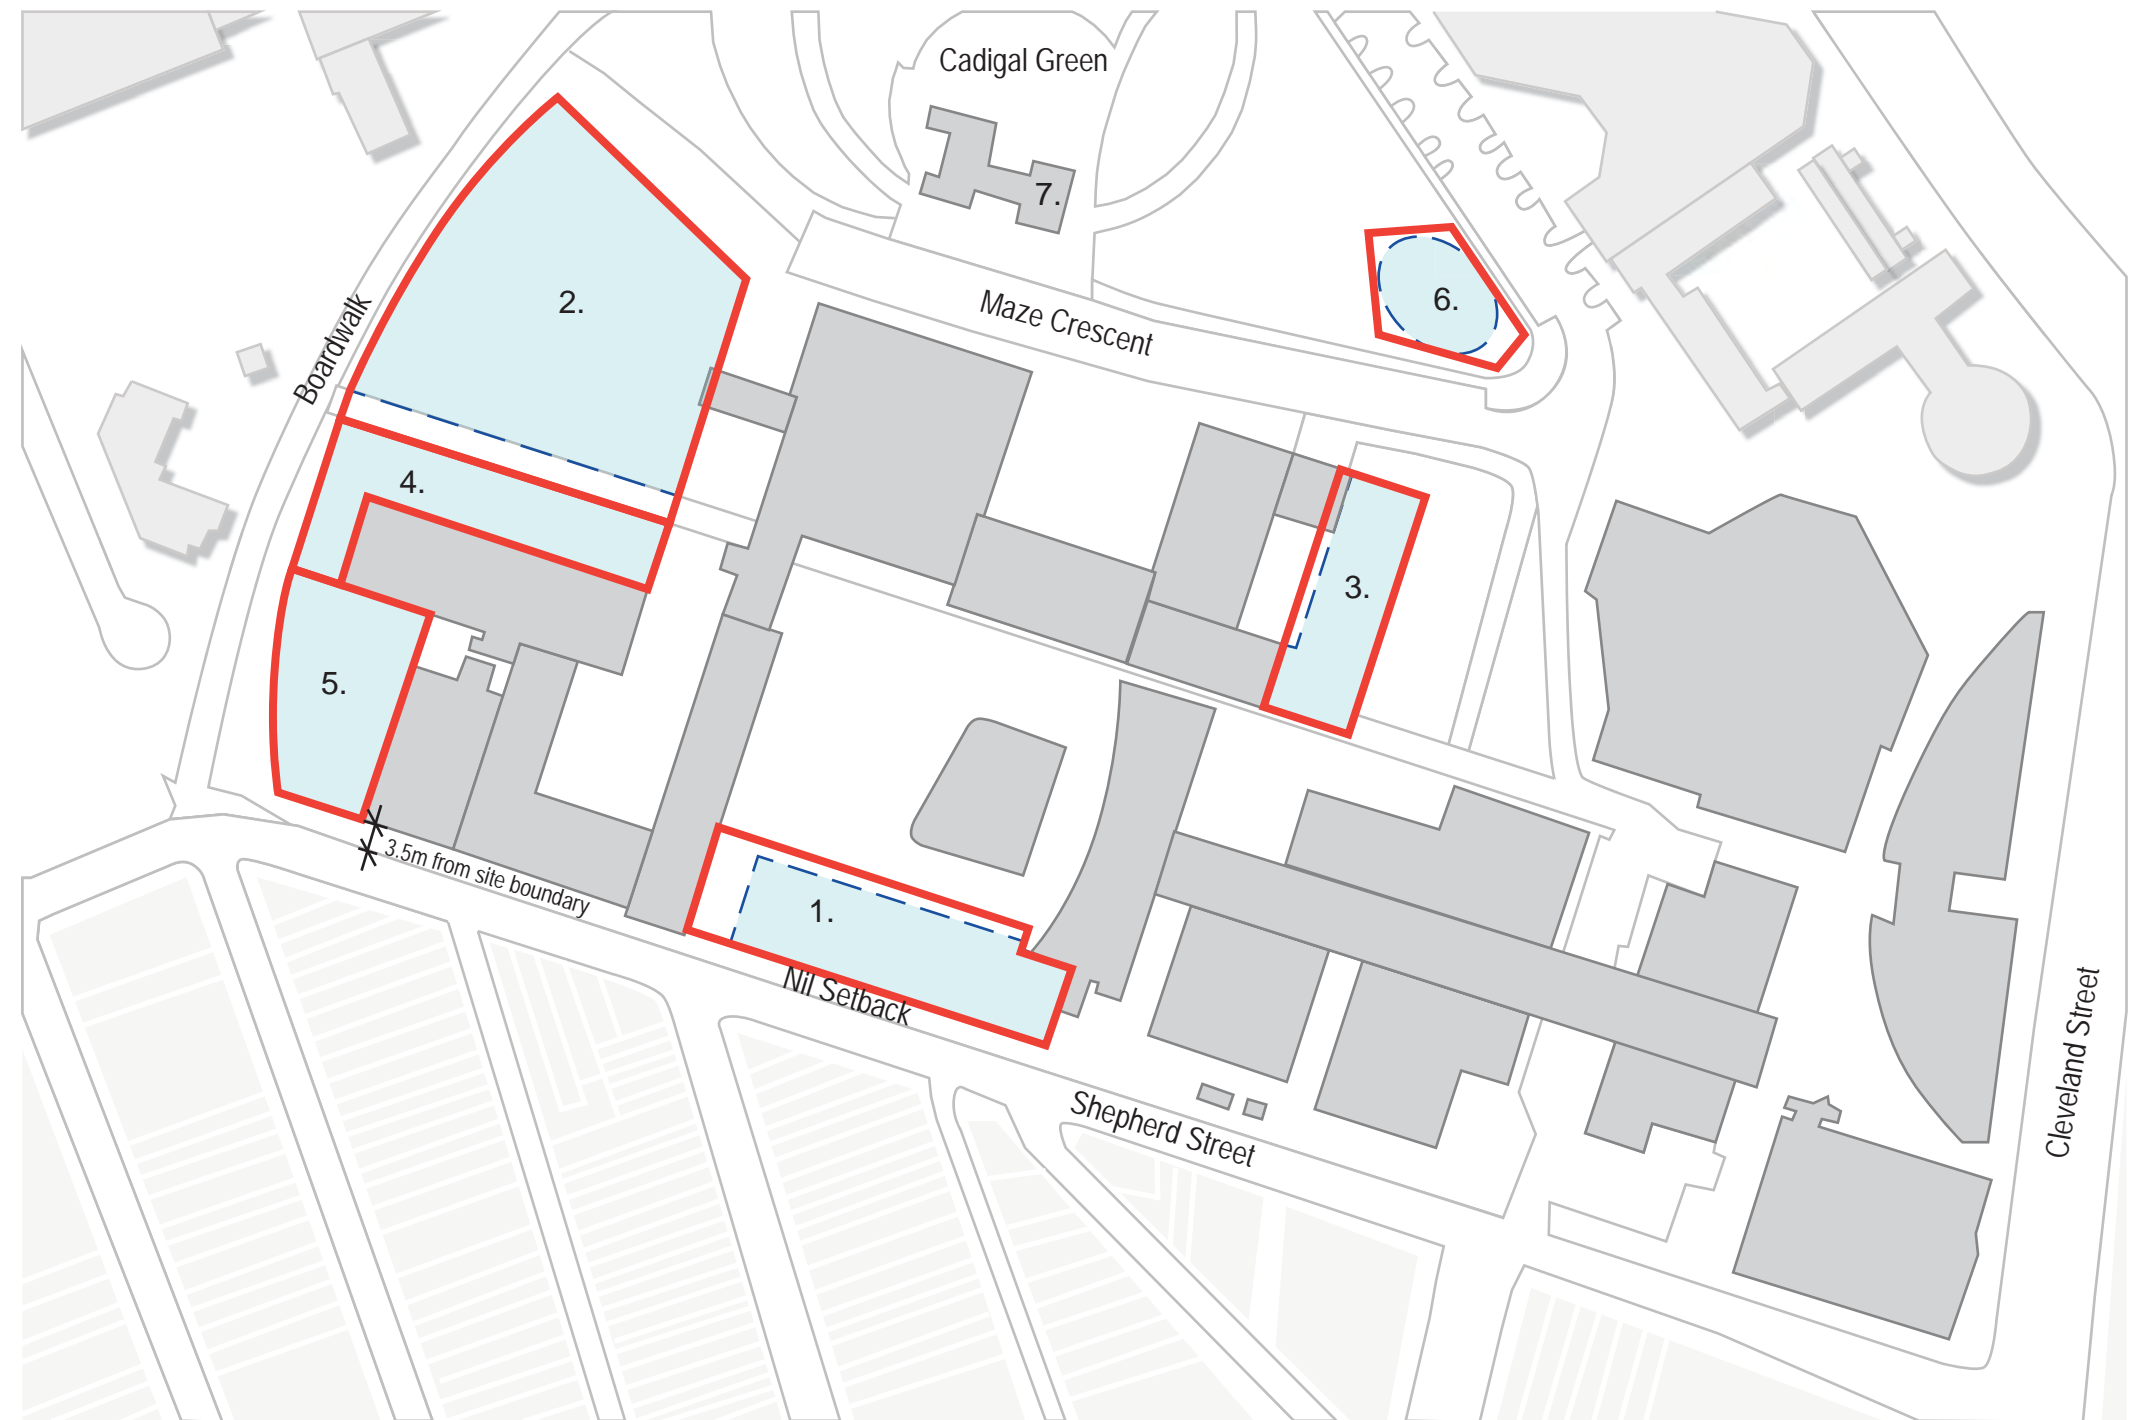 Cadigal Green
7.
2.
6.
Maze Crescent
Boardwalk
4.
3.
5.
3.5m from site boundary
1.
Nil Setback
Shepherd Street
Cleveland Street